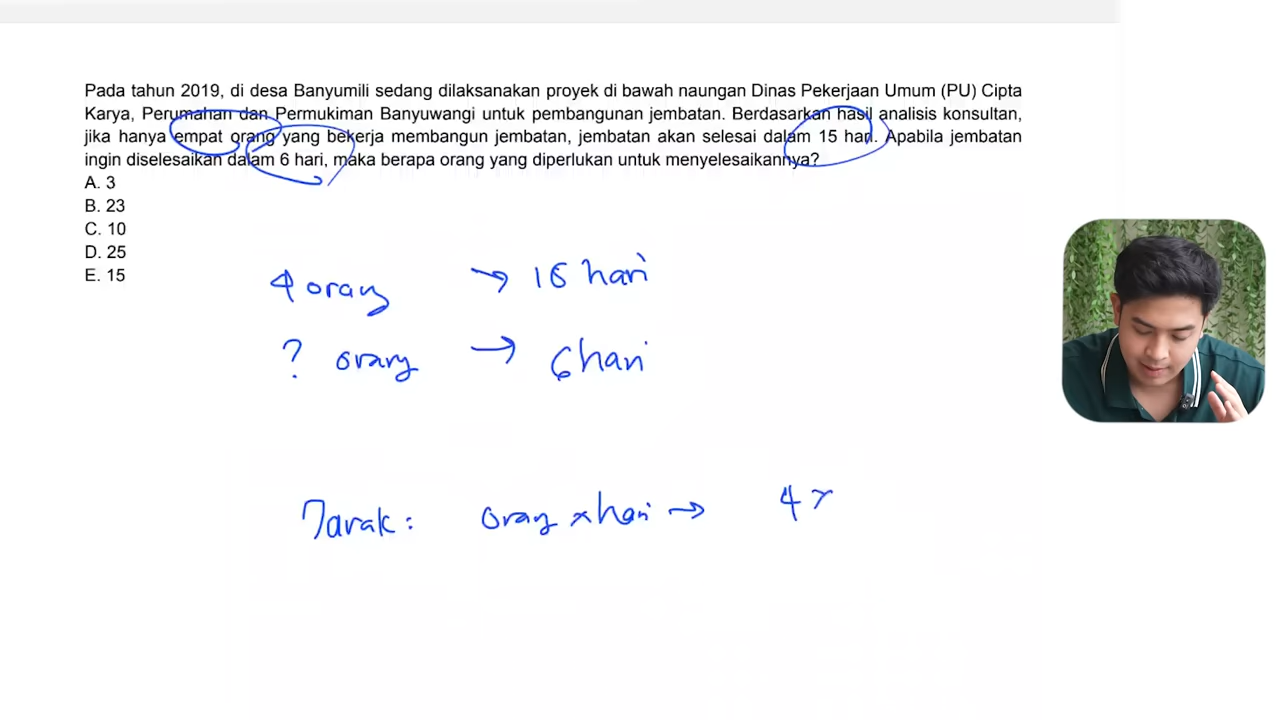 Pada tahun 2019, di desa Banyumili sedang dilaksanakan proyek di bawah naungan Dinas Pekerjaan Umum (PU) Cipta
Karya, Perumahan dan Permukiman Banyuwangi untuk pembangunan jembatan. Berdasarkan hasil analisis konsultan,
jika hanya empat orang yang bekerja membangun jembatan, jembatan akan selesai dalam 15 hari. Apabila jembatan
ingin diselesaikan dalam 6 hari, maka berapa orang yang diperlukan untuk menyelesaikannya?
A. 3
B. 23
C. 10
D. 25
E. 15
4 orang → 15 hari
? orang → 6 hari
Jarak: orang x hari → 4 x